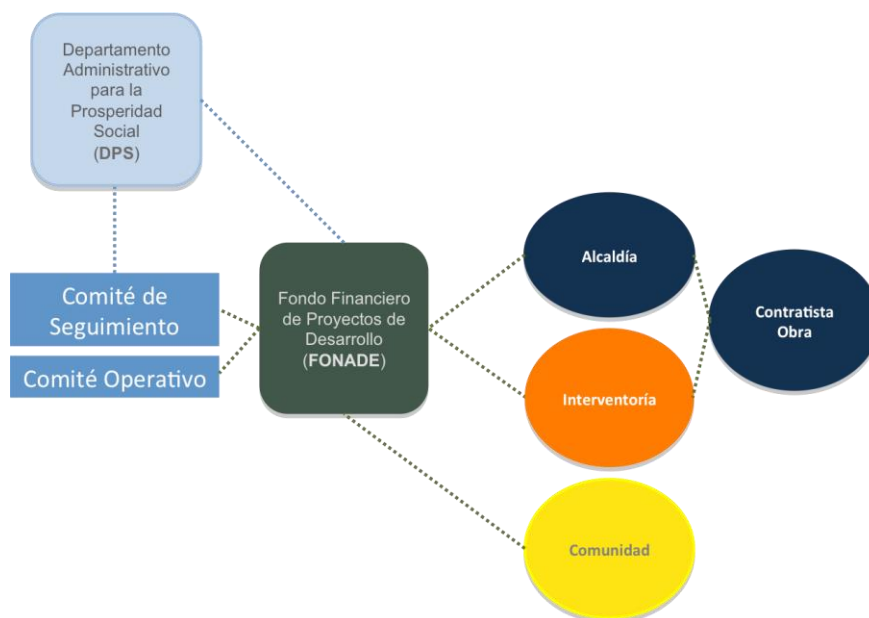 Departamento
Administrativo
para la
Prosperidad
Social
(DPS)
Comité de
Seguimiento
Comité Operativo
Fondo Financiero
de Proyectos de
Desarrollo
(FONADE)
Alcaldía
Interventoría
Comunidad
Contratista
Obra